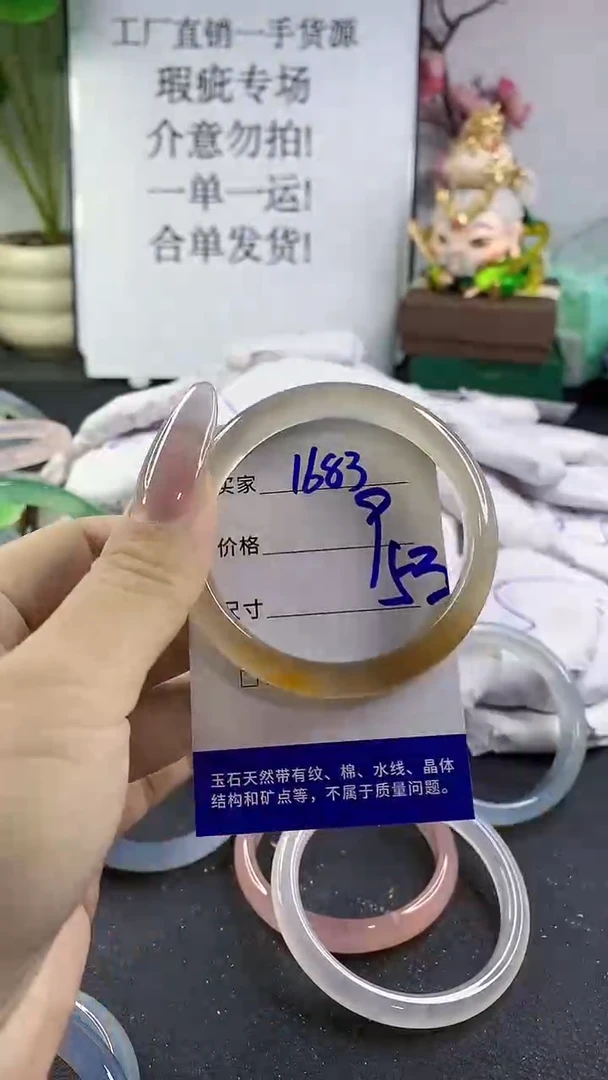 工厂直销一手货源
瑕疵专场
介意勿拍!
一单一运!
合单发货!
买家 1683
价格 9
尺寸 53
玉石天然带有纹、棉、水线、晶体
结构和矿点等，不属于质量问题。